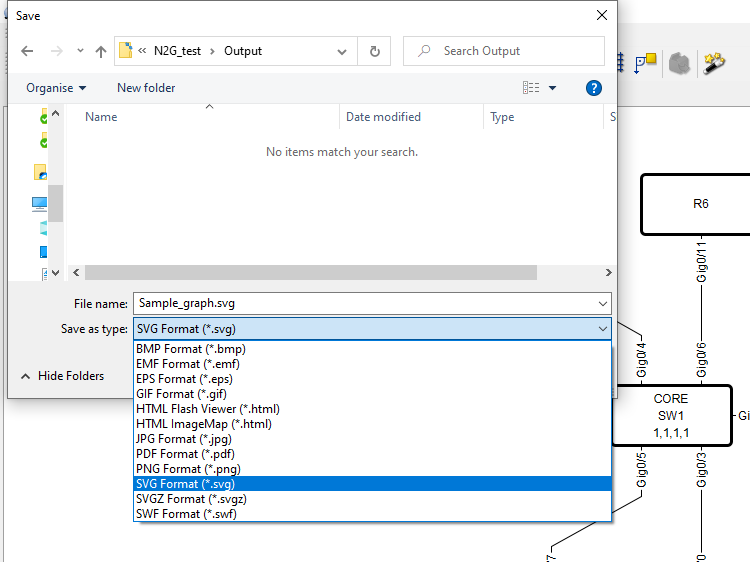 Save
« N2G_test › Output
Search Output
Organise
New folder
?
Name
Date modified
Type
S
No items match your search.
File name:
Sample_graph.svg
Save as type:
SVG Format (*.svg)
BMP Format (*.bmp)
EMF Format (*.emf)
EPS Format (*.eps)
GIF Format (*.gif)
HTML Flash Viewer (*.html)
HTML ImageMap (*.html)
JPG Format (*.jpg)
PDF Format (*.pdf)
PNG Format (*.png)
SVG Format (*.svg)
SVGZ Format (*.svgz)
SWF Format (*.swf)
Hide Folders
R6
Gig0/11
Gig0/4
Gig0/6
CORE
SW1
1,1,1,1
Gi
Gig0/5
Gig0/3